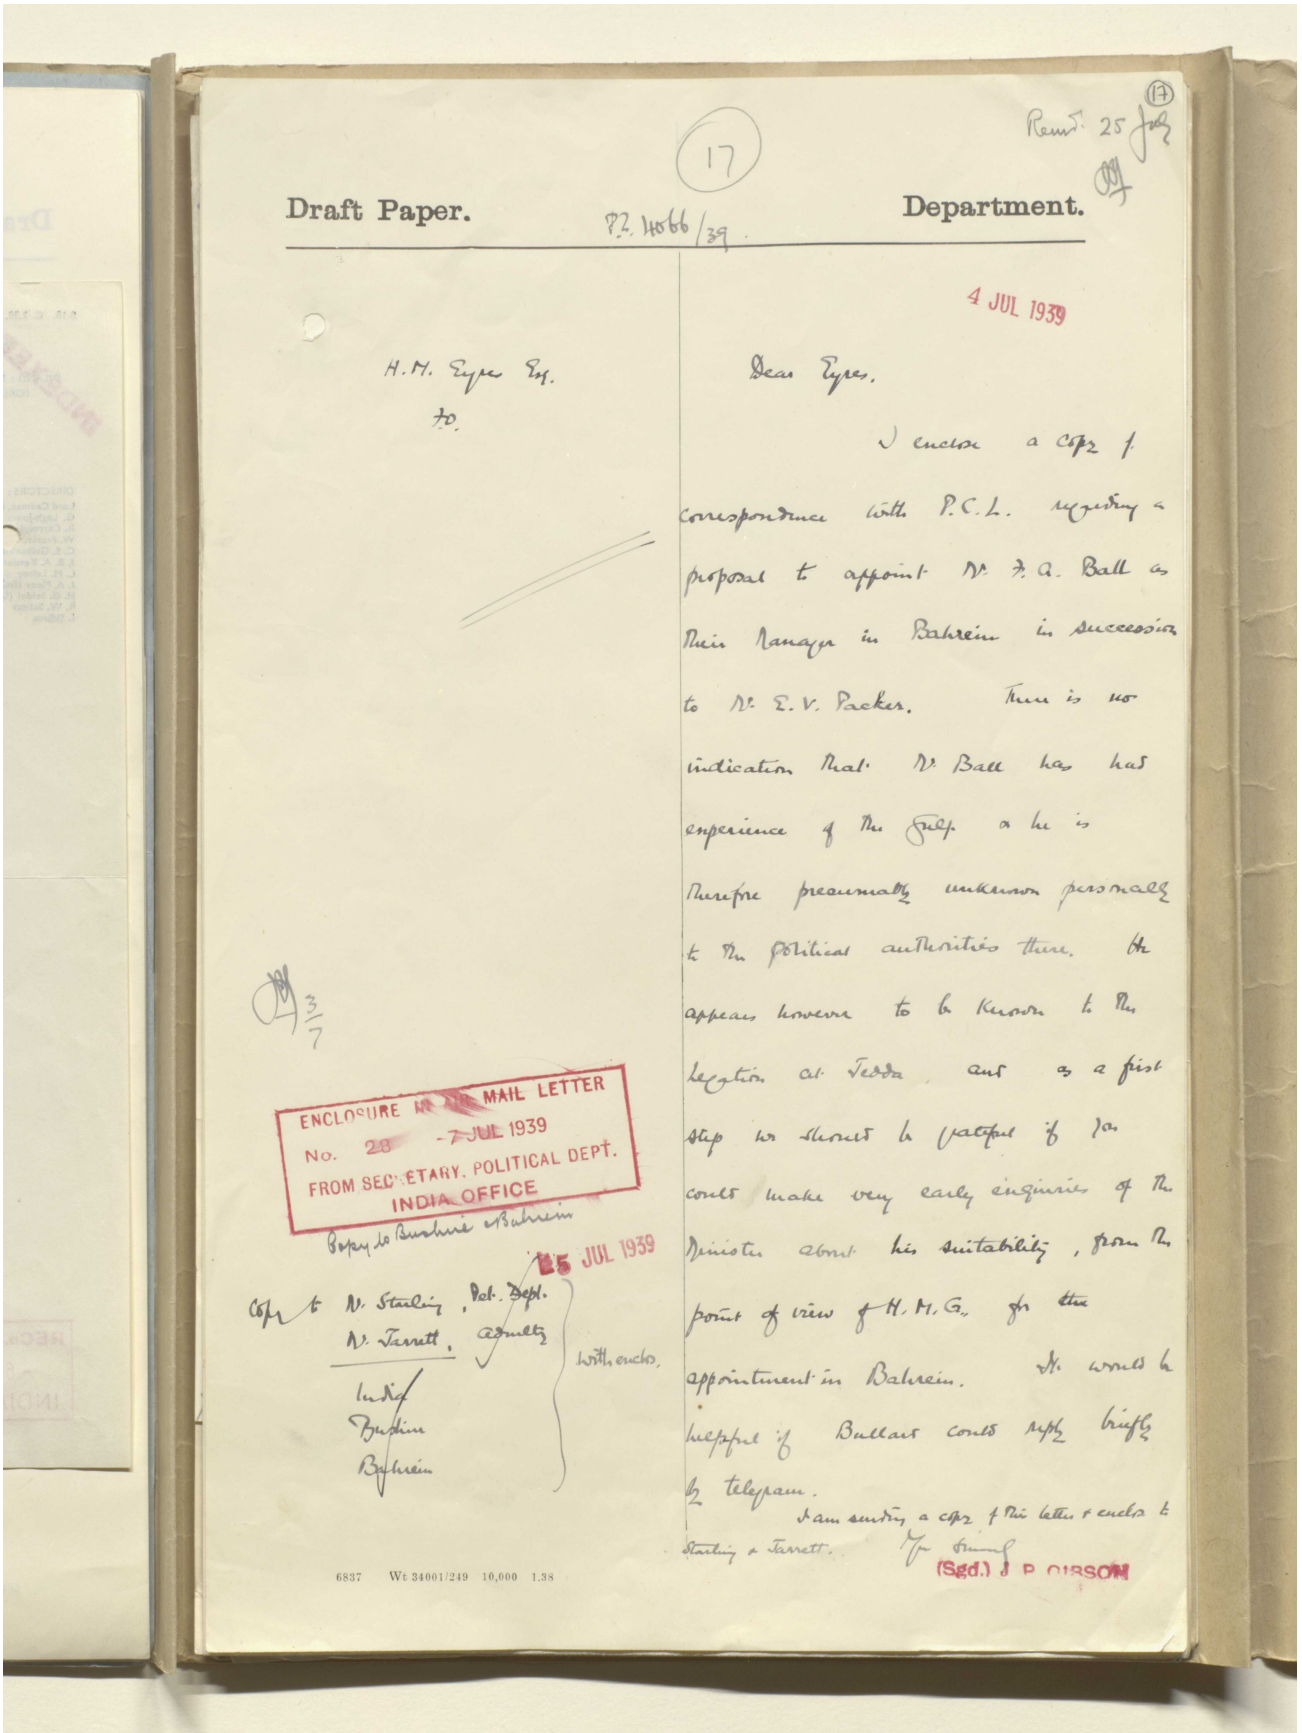 17
Remd. 25 July
17
Draft Paper.
Department.
P.Z. 4066/39.
4 JUL 1939
H.M. Eyres Esq.
F.O.
Dear Eyres,
I enclose a copy of
correspondence with P.C.L. regarding a
proposal to appoint Mr. F. A. Ball as
their Manager in Bahrein in succession
to Mr. E. V. Packer. There is no
indication that Mr. Ball has had
experience of the Gulf & he is
therefore presumably unknown personally
to the political authorities there. He
appears however to be known to the
Legation at Jedda, and as a first
step we should be grateful if you
could make very early enquiries of the
Minister about his suitability, from the
point of view of H.M.G., for the
appointment in Bahrein. It would be
helpful if Bullard could reply briefly
by telegram.
I am sending a copy of this letter & enclos to
Starling & Jarrett.
(Sgd.) J. P. GIBSON
3/7
ENCLOSURE IN AIR MAIL LETTER
No. 28 -7 JUL 1939
FROM SECRETARY, POLITICAL DEPT.
INDIA OFFICE
Copy to Bushire & Bahrein
25 JUL 1939
Copy to Mr. Starling, Pet. Dept.
Mr. Jarrett, Admlty
with enclos.
India
Bushire
Bahrein
6837 Wt 34001/249 10,000 1.38